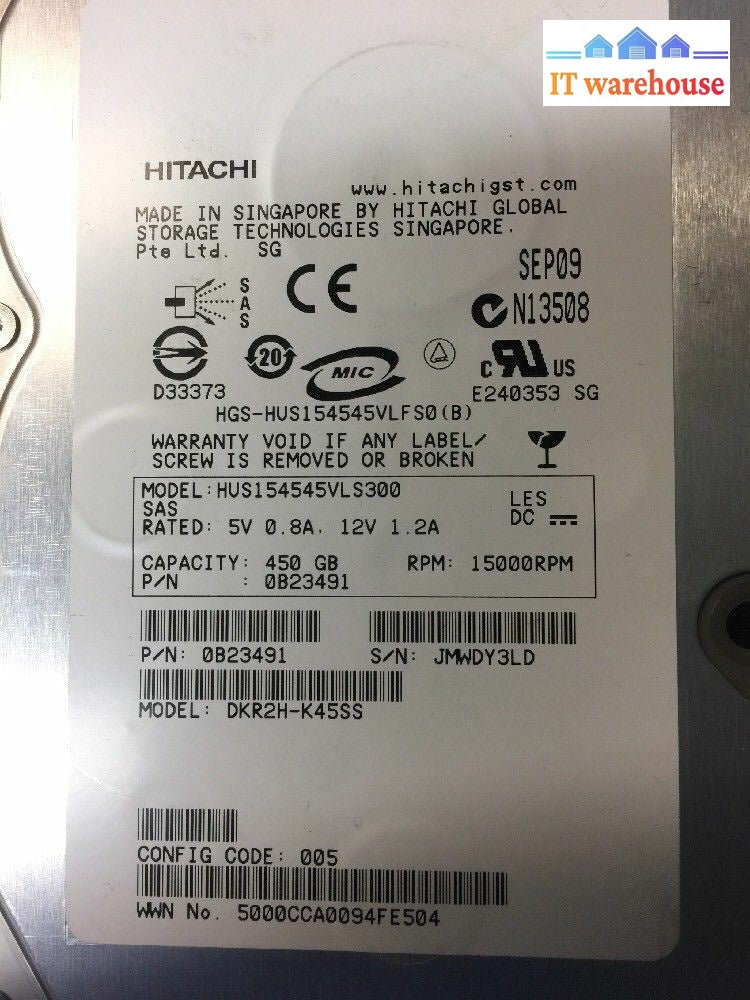 IT warehouse
HITACHI
www.hitachigst.com
MADE IN SINGAPORE BY HITACHI GLOBAL
STORAGE TECHNOLOGIES SINGAPORE.
Pte Ltd. SG
SEP09
SAS
CE
N13508
20
MIC
c RU US
D33373
E240353 SG
HGS-HUS154545VLFS0(B)
WARRANTY VOID IF ANY LABEL/
SCREW IS REMOVED OR BROKEN
MODEL:HUS154545VLS300
SAS
LES
RATED: 5V 0.8A, 12V 1.2A
DC
CAPACITY: 450 GB RPM: 15000RPM
P/N : 0B23491
P/N: 0B23491 S/N: JMWDY3LD
MODEL: DKR2H-K45SS
CONFIG CODE: 005
WWN No. 5000CCA0094FE504